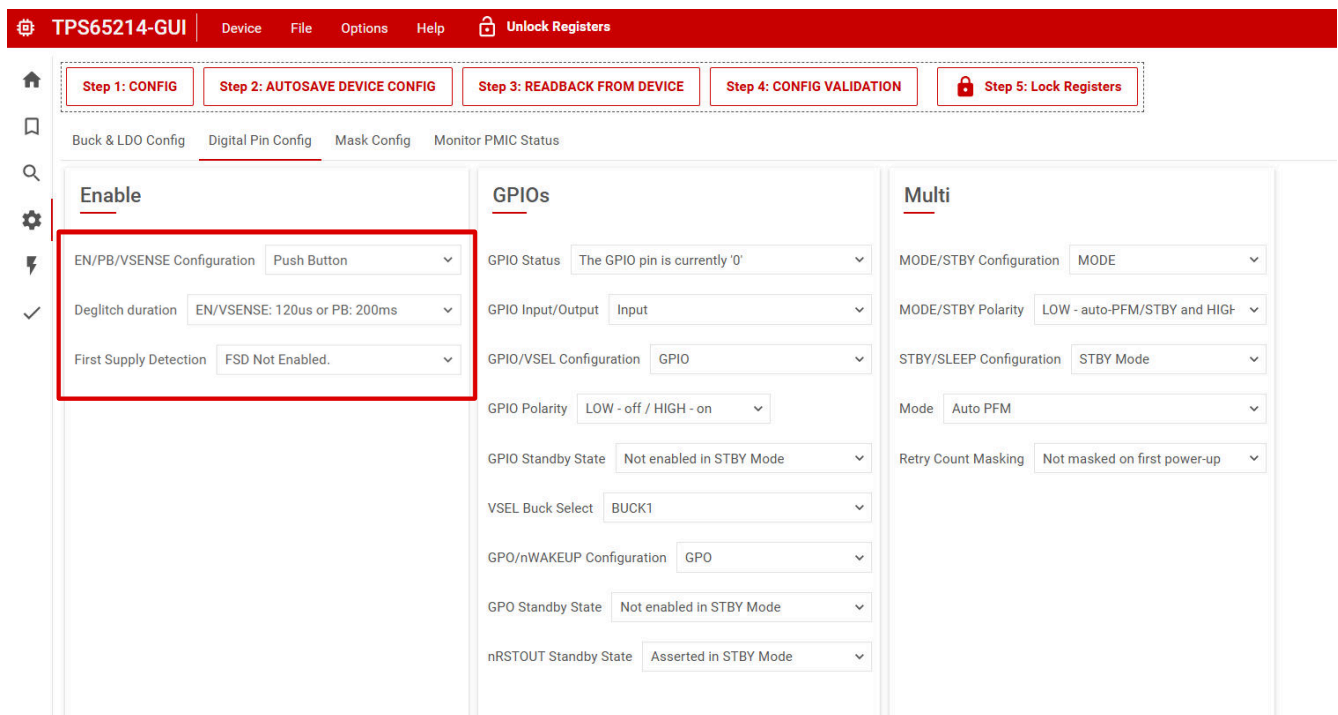 TPS65214-GUI Device File Options Help Unlock Registers
Step 1: CONFIG Step 2: AUTOSAVE DEVICE CONFIG Step 3: READBACK FROM DEVICE Step 4: CONFIG VALIDATION Step 5: Lock Registers
Buck & LDO Config Digital Pin Config Mask Config Monitor PMIC Status
Enable
EN/PB/VSENSE Configuration Push Button
Deglitch duration EN/VSENSE: 120us or PB: 200ms
First Supply Detection FSD Not Enabled.
GPIOs
GPIO Status The GPIO pin is currently '0'
GPIO Input/Output Input
GPIO/VSEL Configuration GPIO
GPIO Polarity LOW - off / HIGH - on
GPIO Standby State Not enabled in STBY Mode
VSEL Buck Select BUCK1
GPO/nWAKEUP Configuration GPO
GPO Standby State Not enabled in STBY Mode
nRSTOUT Standby State Asserted in STBY Mode
Multi
MODE/STBY Configuration MODE
MODE/STBY Polarity LOW - auto-PFM/STBY and HIGH
STBY/SLEEP Configuration STBY Mode
Mode Auto PFM
Retry Count Masking Not masked on first power-up